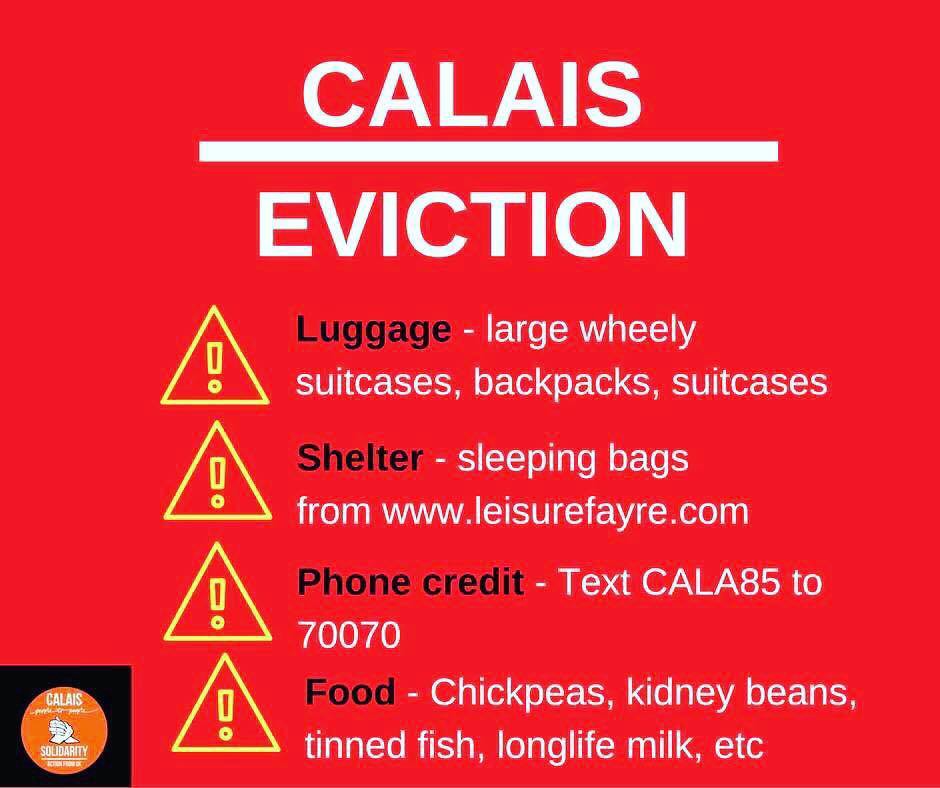 CALAIS
EVICTION
Luggage - large wheely
suitcases, backpacks, suitcases
Shelter - sleeping bags
from www.leisurefayre.com
Phone credit - Text CALA85 to
70070
Food - Chickpeas, kidney beans,
tinned fish, longlife milk, etc
CALAIS
people to people
SOLIDARITY
ACTION FROM UK